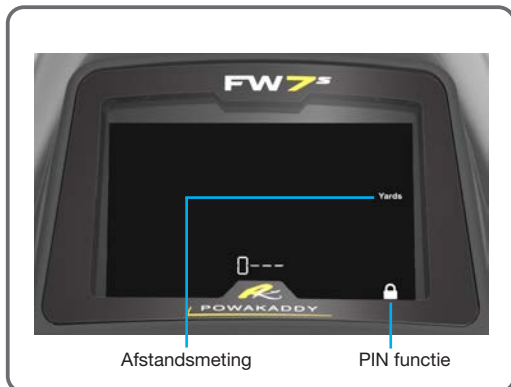 FW7s
Yards
0---
POWAKADDY
Afstandsmeting PIN functie